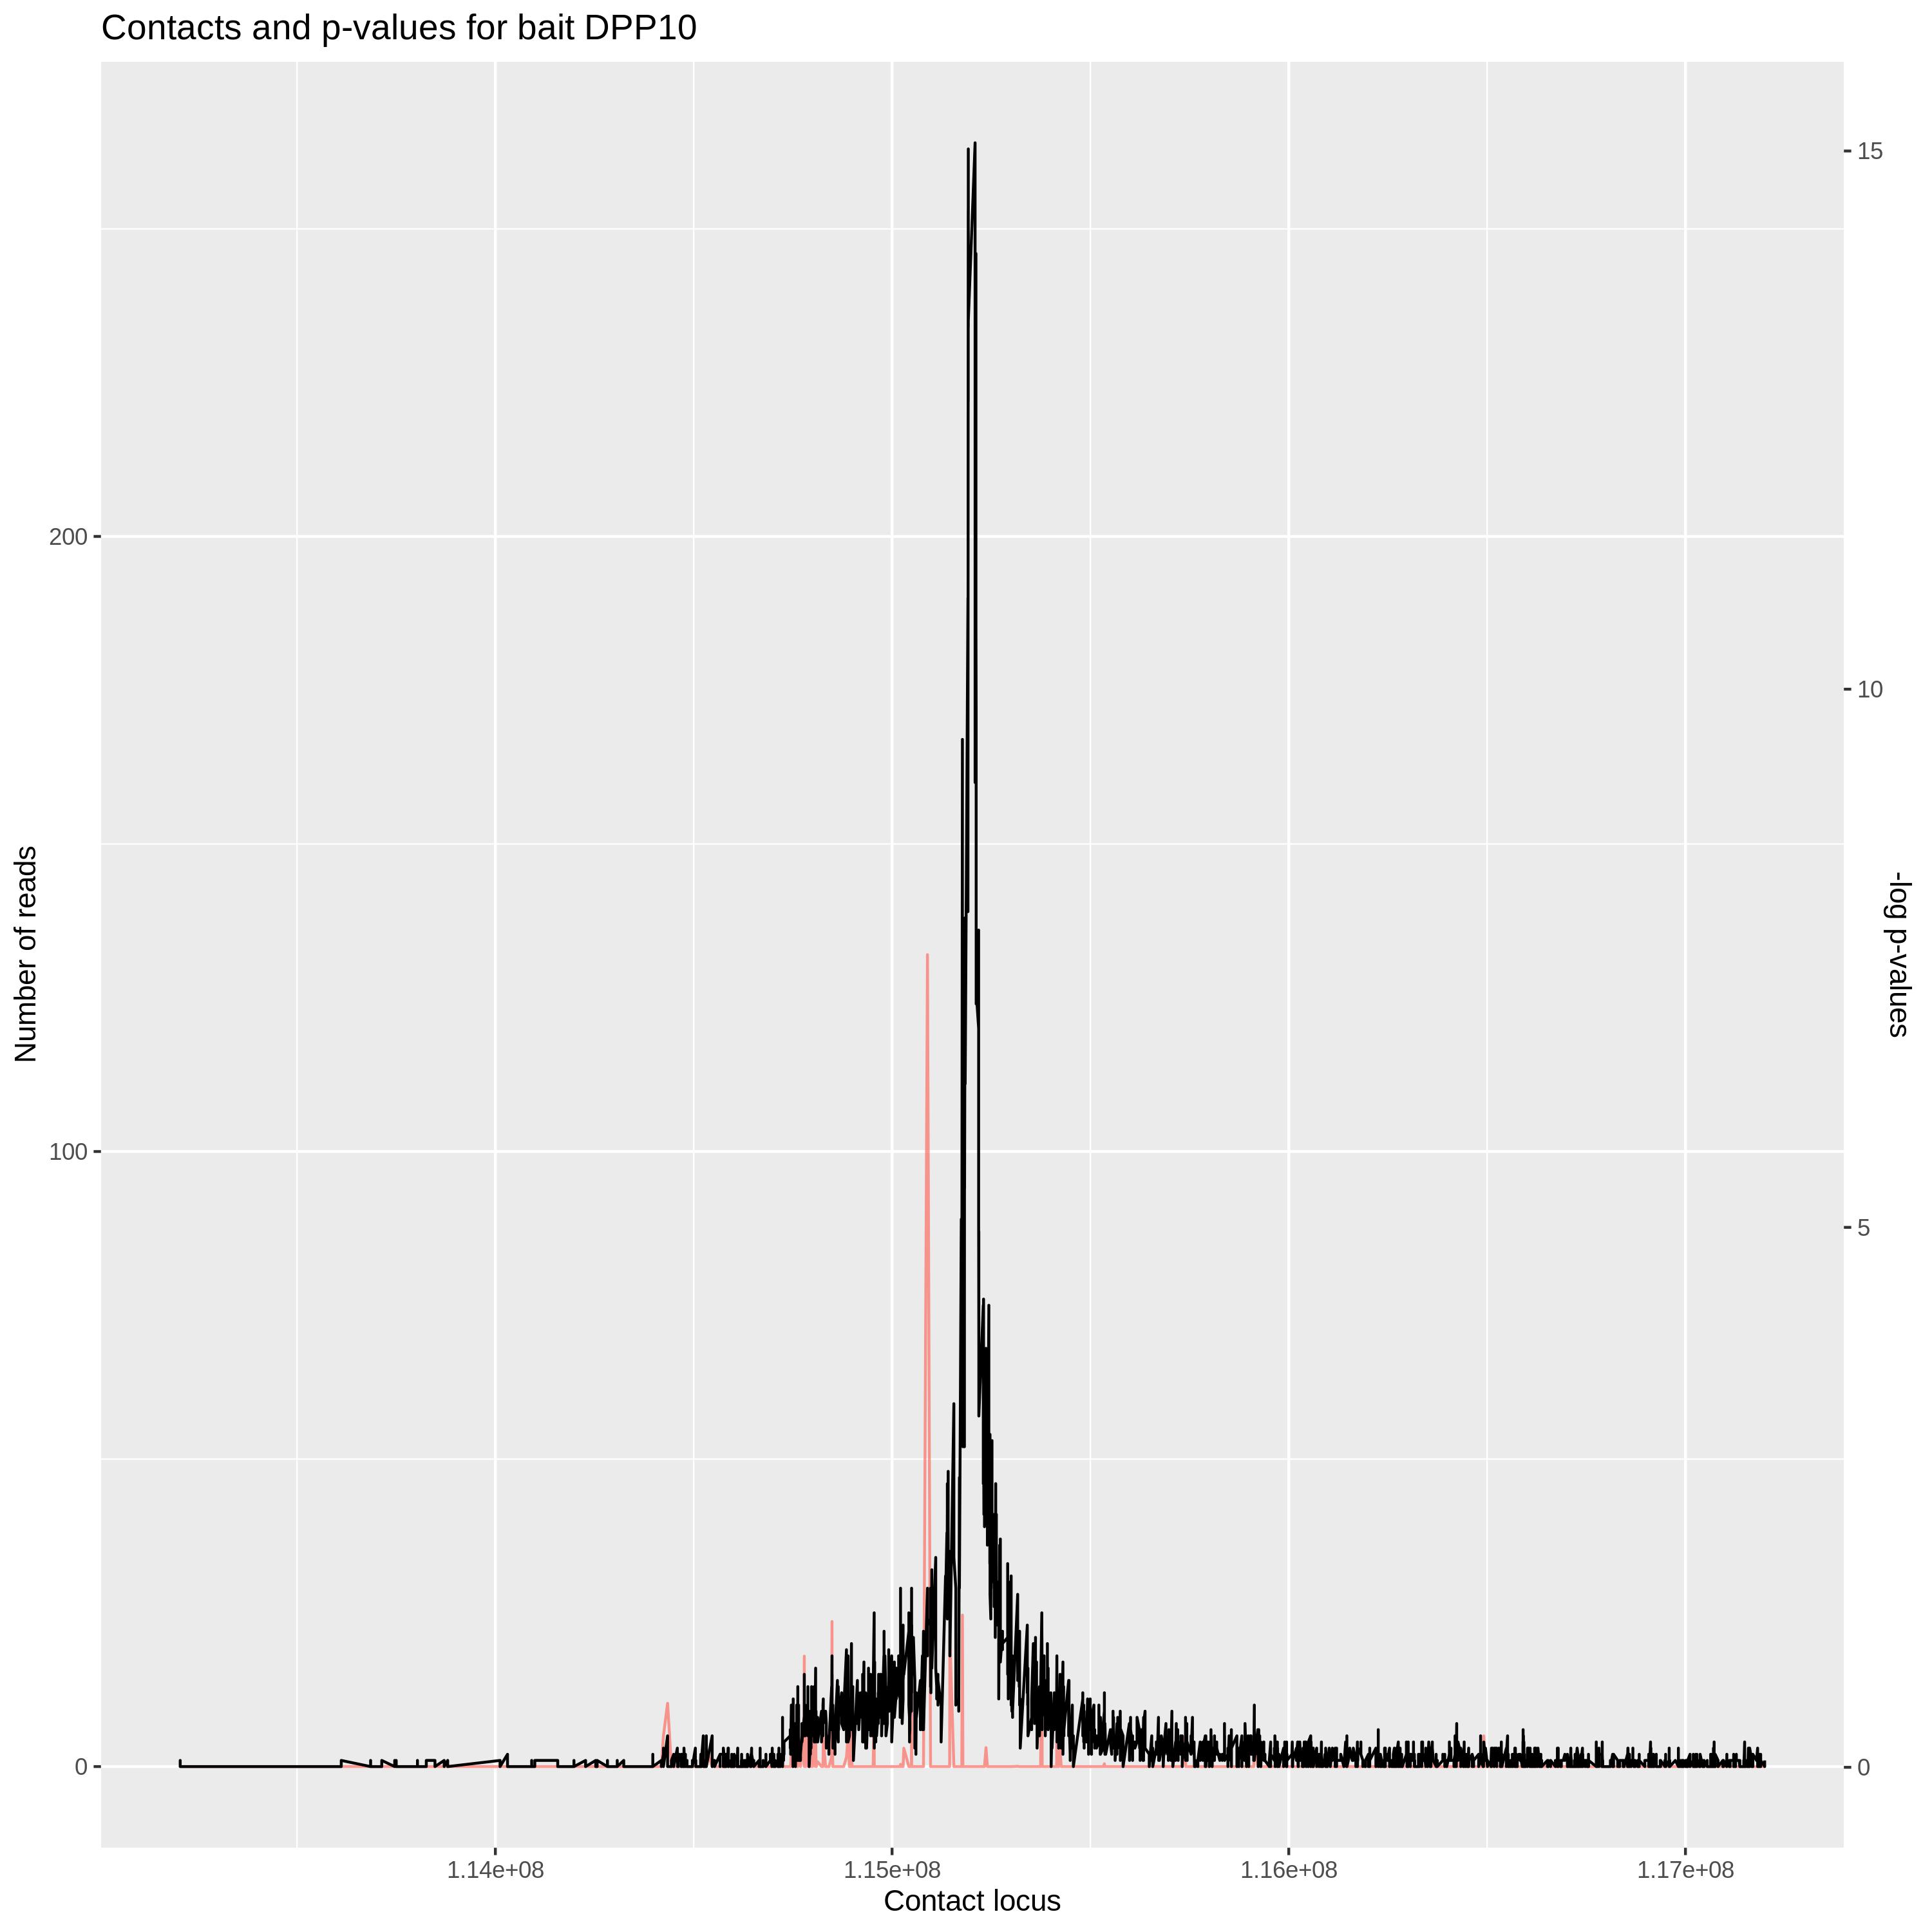 Contacts and p-values for bait DPP10
200
100
0
Number of reads
15
10
5
0
-log p-values
1.14e+08
1.15e+08
1.16e+08
1.17e+08
Contact locus